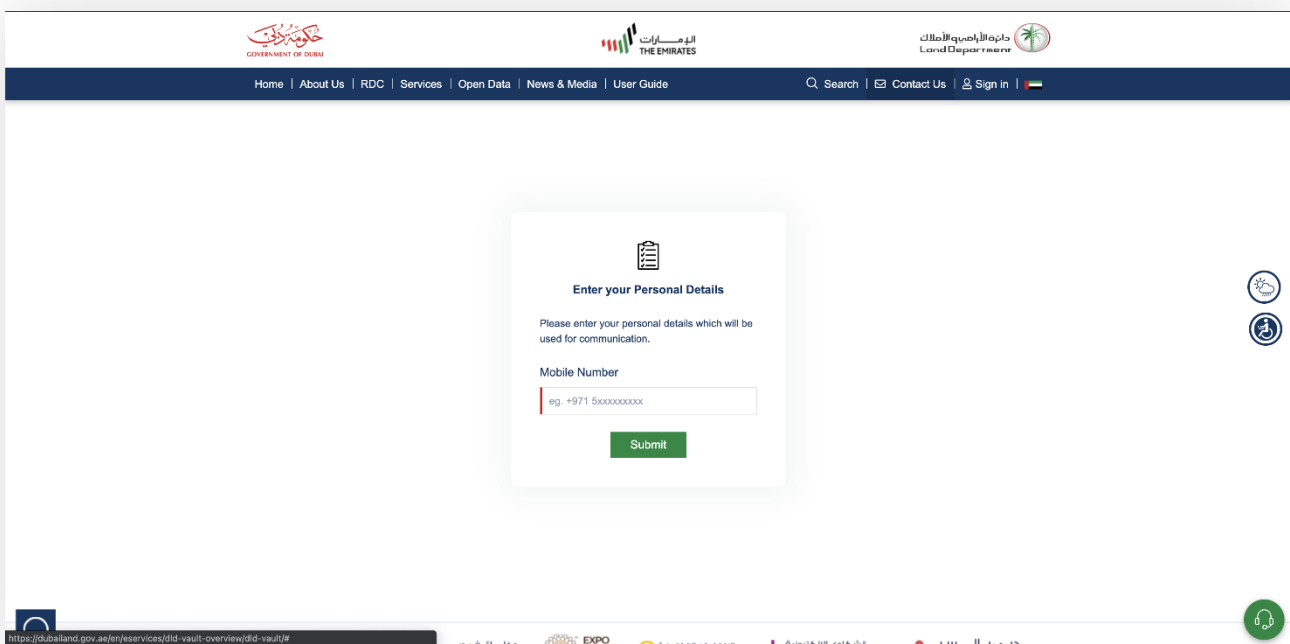 حكومة دبي
GOVERNMENT OF DUBAI
الإمارات
THE EMIRATES
دائرة الأراضي والأملاك
Land Department
Home | About Us | RDC | Services | Open Data | News & Media | User Guide
Search | Contact Us | Sign in |
Enter your Personal Details
Please enter your personal details which will be
used for communication.
Mobile Number
eg. +971 5xxxxxxxxx
Submit
https://dubailand.gov.ae/en/eservices/dld-vault-overview/dld-vault/#
EXPO